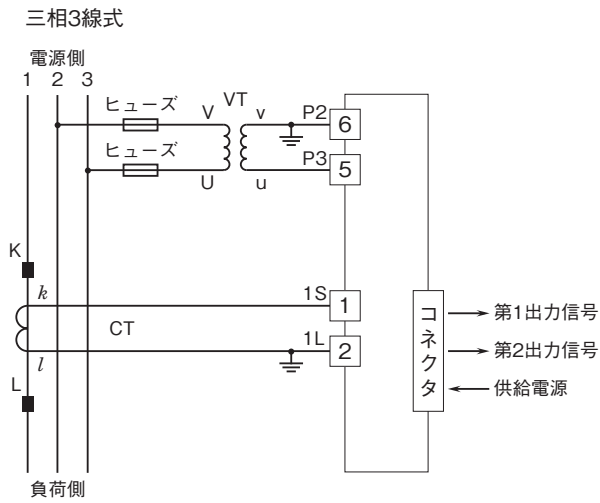 三相3線式
電源側
1 2 3
ヒューズ
V VT v
P2
6
ヒューズ
U u
P3
5
K
k
1S
1
CT
l
1L
2
L
コネクタ
第1出力信号
第2出力信号
供給電源
負荷側